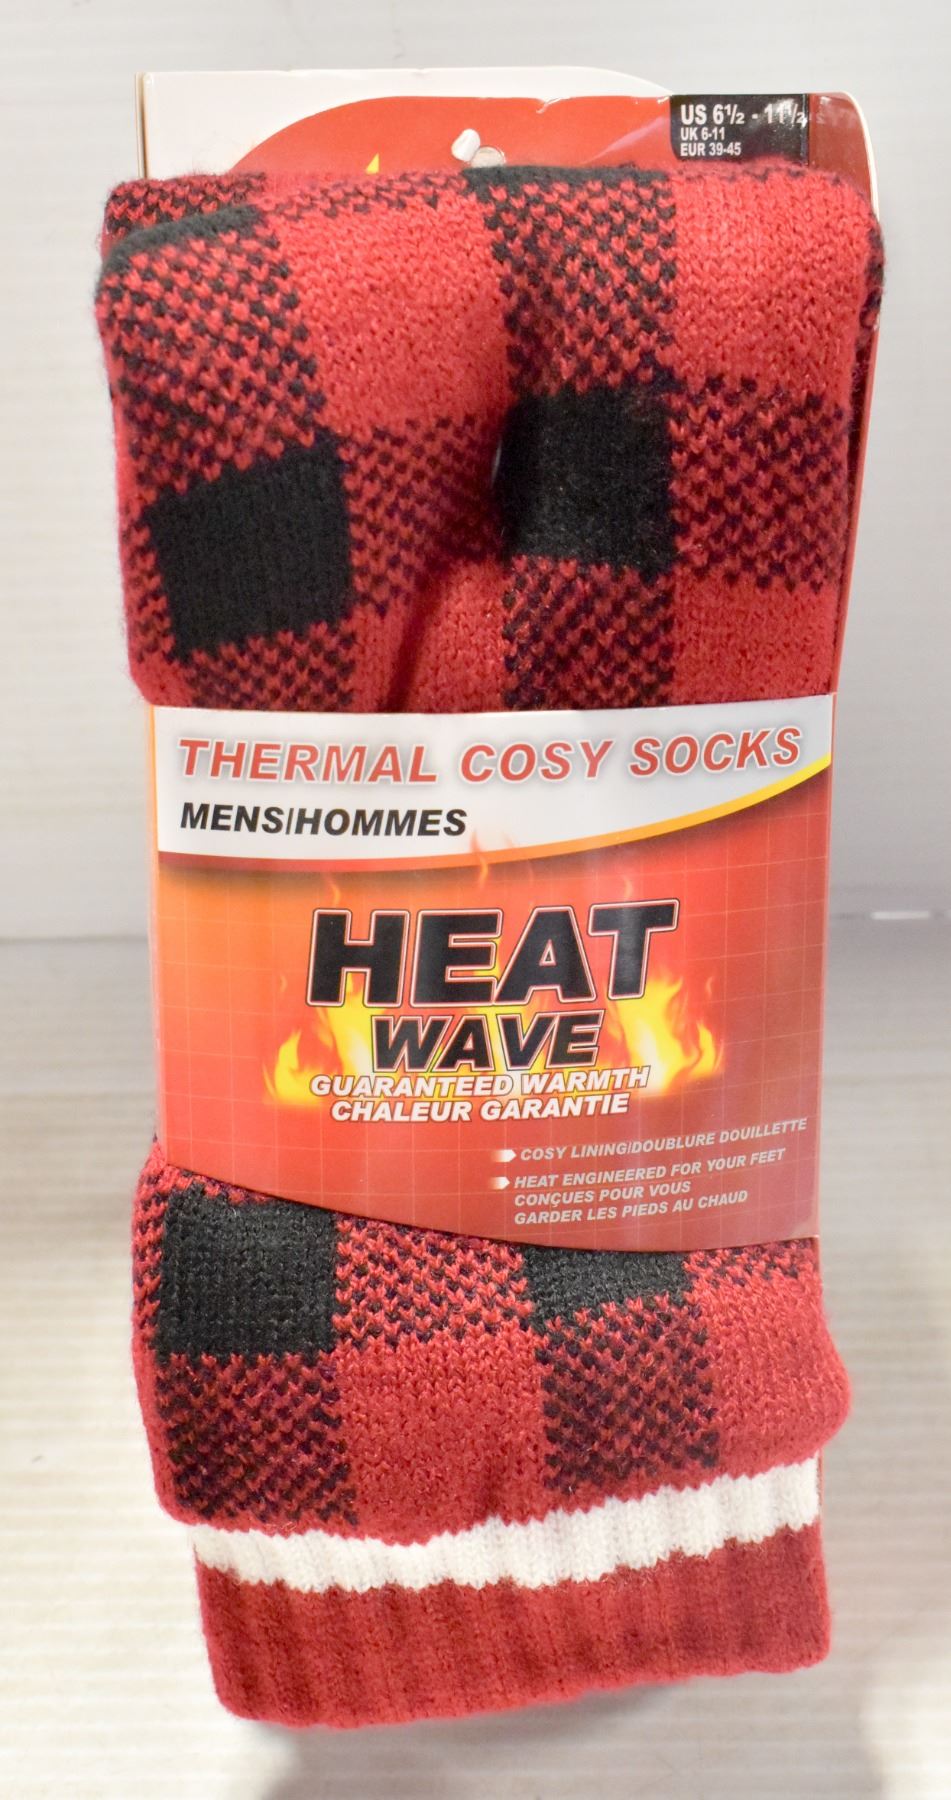 US 6½ - 11½
UK 6-11
EUR 39-45
THERMAL COSY SOCKS
MENS/HOMMES
HEAT
WAVE
GUARANTEED WARMTH
CHALEUR GARANTIE
COSY LINING/DOUBLURE DOUILLETTE
HEAT ENGINEERED FOR YOUR FEET
CONÇUES POUR VOUS
GARDER LES PIEDS AU CHAUD